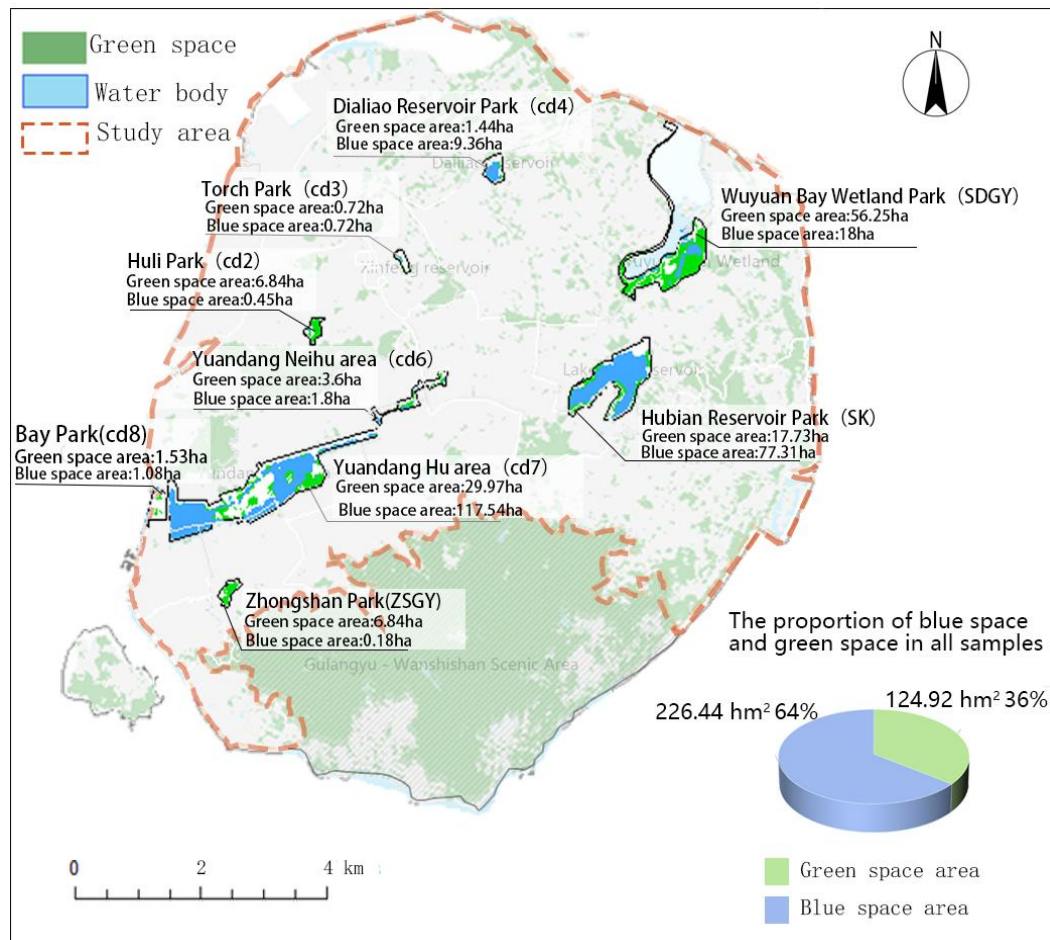 Green space
Water body
Study area
N
Dialiao Reservoir Park（cd4）
Green space area:1.44ha
Blue space area:9.36ha
Torch Park（cd3）
Green space area:0.72ha
Blue space area:0.72ha
Xinfeng reservoir
Wuyuan Bay Wetland Park（SDGY）
Green space area:56.25ha
Blue space area:18ha
Wetland
Huli Park（cd2）
Green space area:6.84ha
Blue space area:0.45ha
Yuandang Neihu area（cd6）
Green space area:3.6ha
Blue space area:1.8ha
Hubian Reservoir Park（SK）
Green space area:17.73ha
Blue space area:77.31ha
Bay Park(cd8)
Green space area:1.53ha
Blue space area:1.08ha
Yuandang Hu area（cd7）
Green space area:29.97ha
Blue space area:117.54ha
Zhongshan Park(ZSGY)
Green space area:6.84ha
Blue space area:0.18ha
Gulangyu - Wanshishan Scenic Area
The proportion of blue space
and green space in all samples
226.44 hm² 64%
124.92 hm² 36%
Green space area
Blue space area
0 2 4 km